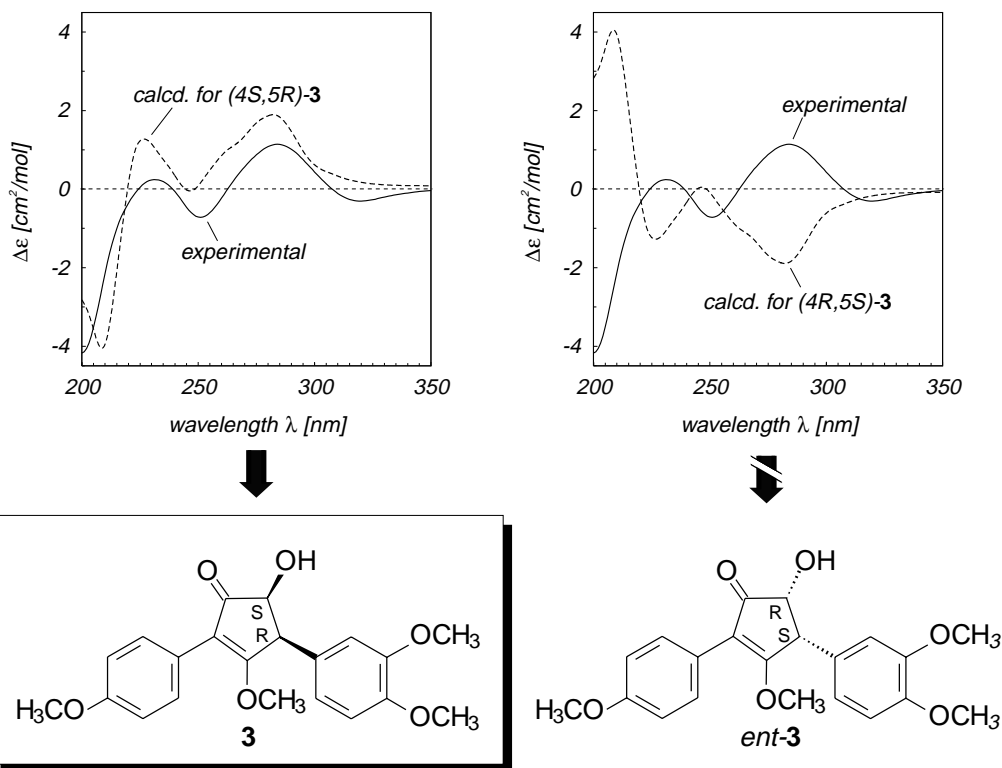 4
2
0
-2
-4
Δε [cm²/mol]
calcd. for (4S,5R)-3
experimental
200 250 300 350
wavelength λ [nm]
4
2
0
-2
-4
Δε [cm²/mol]
experimental
calcd. for (4R,5S)-3
200 250 300 350
wavelength λ [nm]
O
OH
S
R
OCH₃
OCH₃
OCH₃
H₃CO
3
O
OH
R
S
OCH₃
OCH₃
OCH₃
H₃CO
ent-3